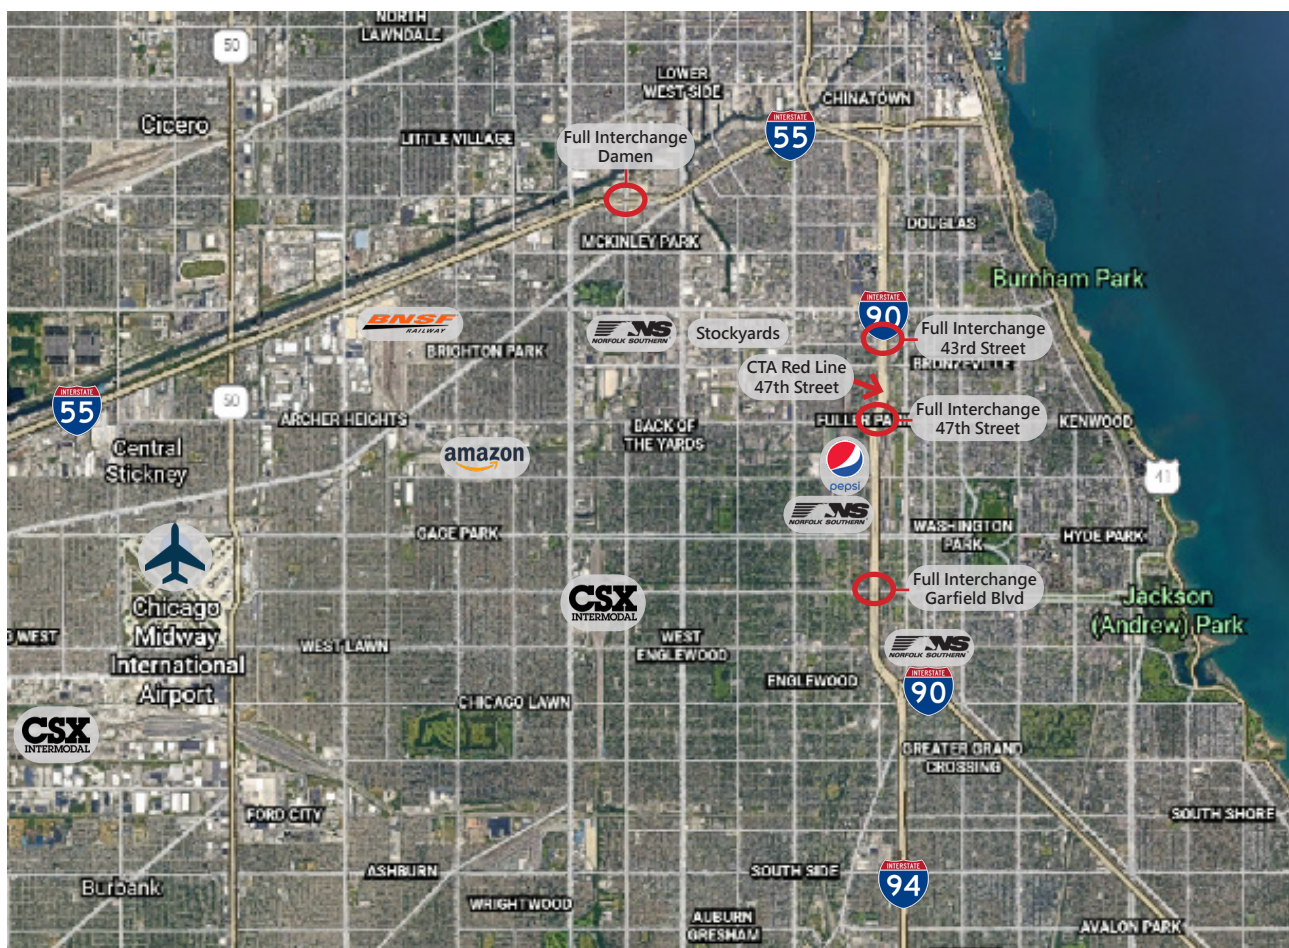 NORTH
LAWNDALE
50
LOWER
WEST SIDE
CHINATOWN
Cicero
INTERSTATE
55
LITTLE VILLAGE
Full Interchange
Damen
DOUGLAS
MCKINLEY PARK
Burnham Park
INTERSTATE
90
BNSF
RAILWAY
NS
NORFOLK SOUTHERN
Stockyards
Full Interchange
43rd Street
BRIGHTON PARK
BRONZEVILLE
CTA Red Line
47th Street
INTERSTATE
55
50
ARCHER HEIGHTS
BACK OF
THE YARDS
FULLER PARK
Full Interchange
47th Street
KENWOOD
Central
Stickney
amazon
pepsi
41
NS
NORFOLK SOUTHERN
GAGE PARK
WASHINGTON
PARK
HYDE PARK
Chicago
Midway
International
Airport
CSX
INTERMODAL
Full Interchange
Garfield Blvd
Jackson
(Andrew) Park
WEST
WEST LAWN
WEST
ENGLEWOOD
NS
NORFOLK SOUTHERN
ENGLEWOOD
INTERSTATE
90
CHICAGO LAWN
CSX
INTERMODAL
GREATER GRAND
CROSSING
FORD CITY
SOUTH SHORE
ASHBURN
SOUTH SIDE
INTERSTATE
94
Burbank
WRIGHTWOOD
AUBURN
GRESHAM
AVALON PARK